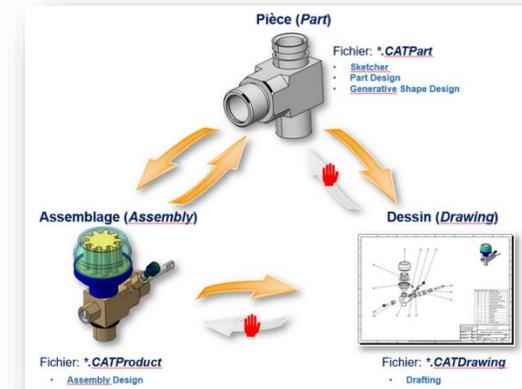 Pièce (Part)
Fichier: *.CATPart
• Sketcher
• Part Design
• Generative Shape Design
Assemblage (Assembly)
Dessin (Drawing)
Fichier: *.CATProduct
• Assembly Design
Fichier: *.CATDrawing
• Drafting